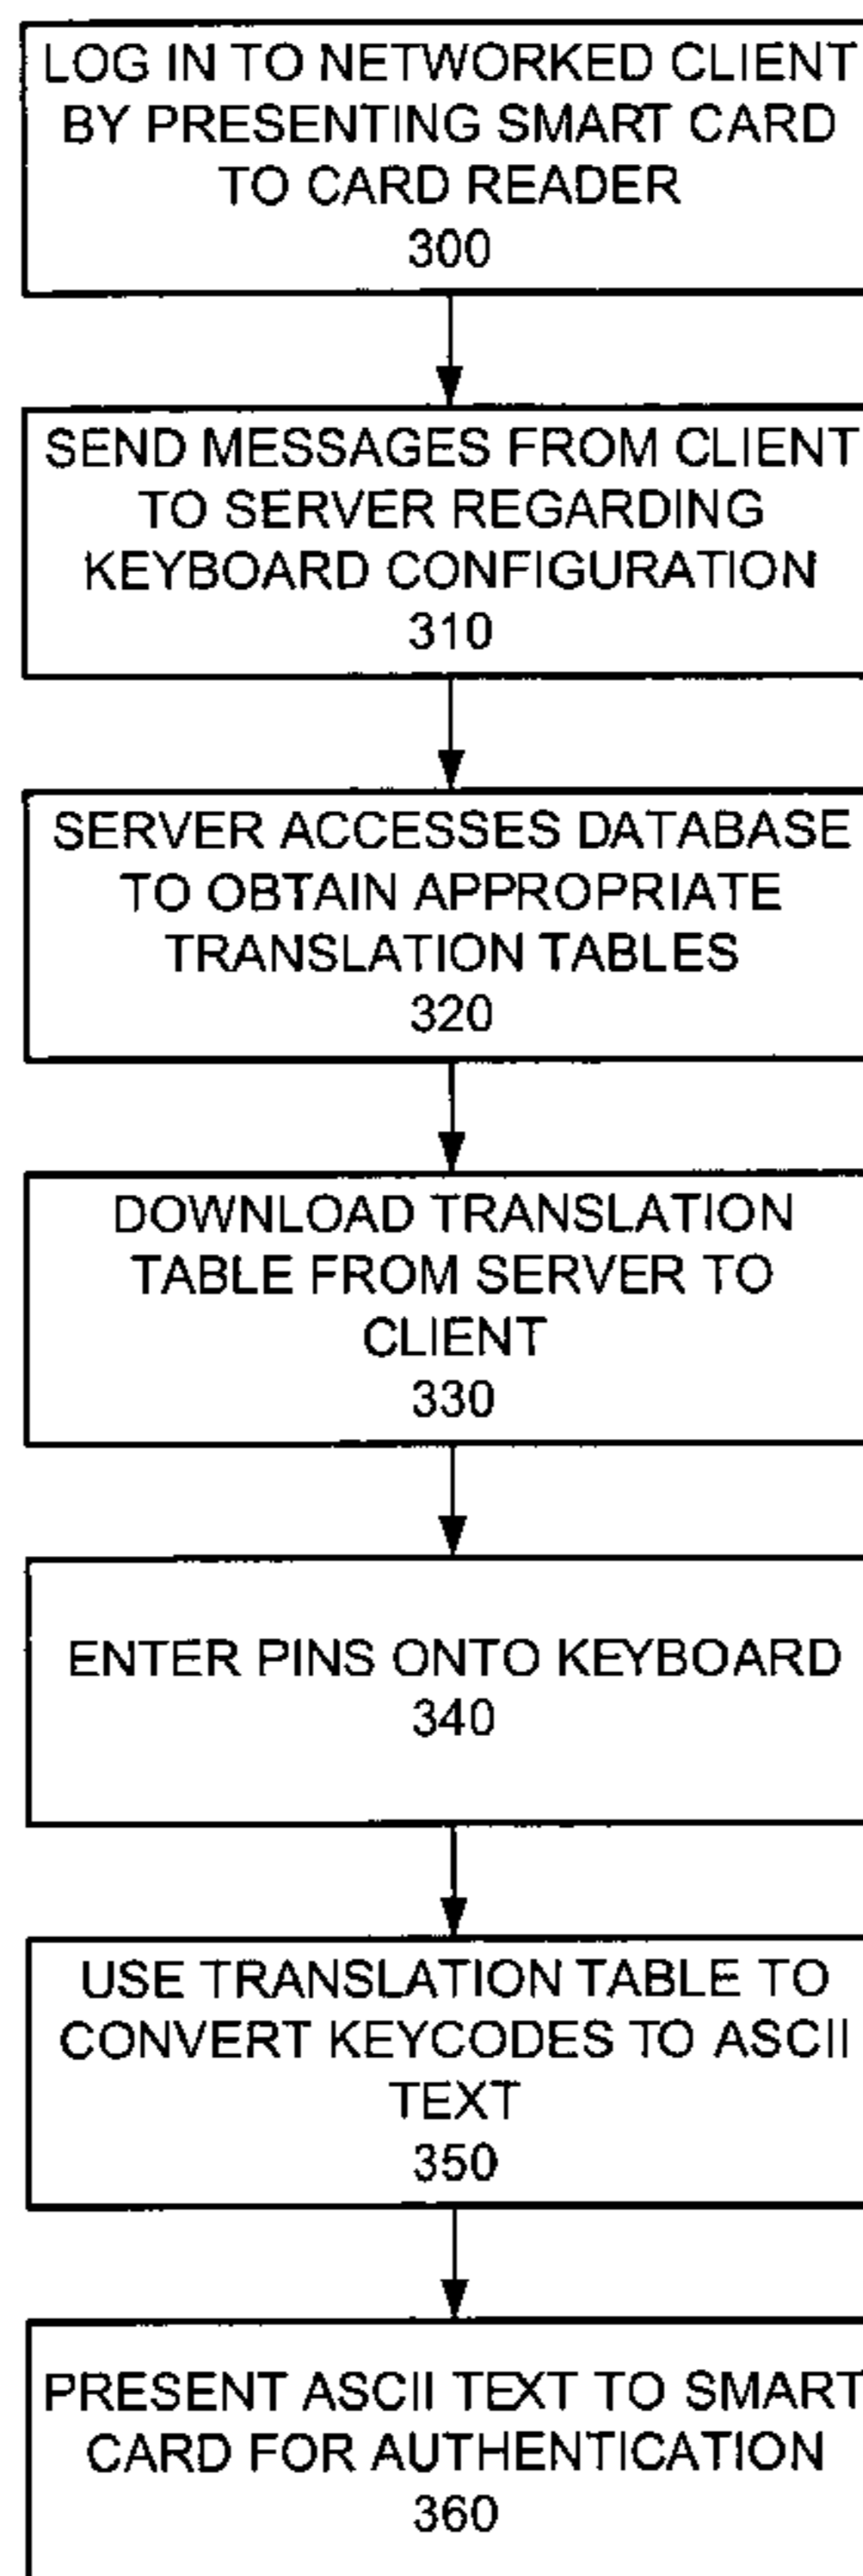 LOG IN TO NETWORKED CLIENT
BY PRESENTING SMART CARD
TO CARD READER
300
SEND MESSAGES FROM CLIENT
TO SERVER REGARDING
KEYBOARD CONFIGURATION
310
SERVER ACCESSES DATABASE
TO OBTAIN APPROPRIATE
TRANSLATION TABLES
320
DOWNLOAD TRANSLATION
TABLE FROM SERVER TO
CLIENT
330
ENTER PINS ONTO KEYBOARD
340
USE TRANSLATION TABLE TO
CONVERT KEYCODES TO ASCII
TEXT
350
PRESENT ASCII TEXT TO SMART
CARD FOR AUTHENTICATION
360